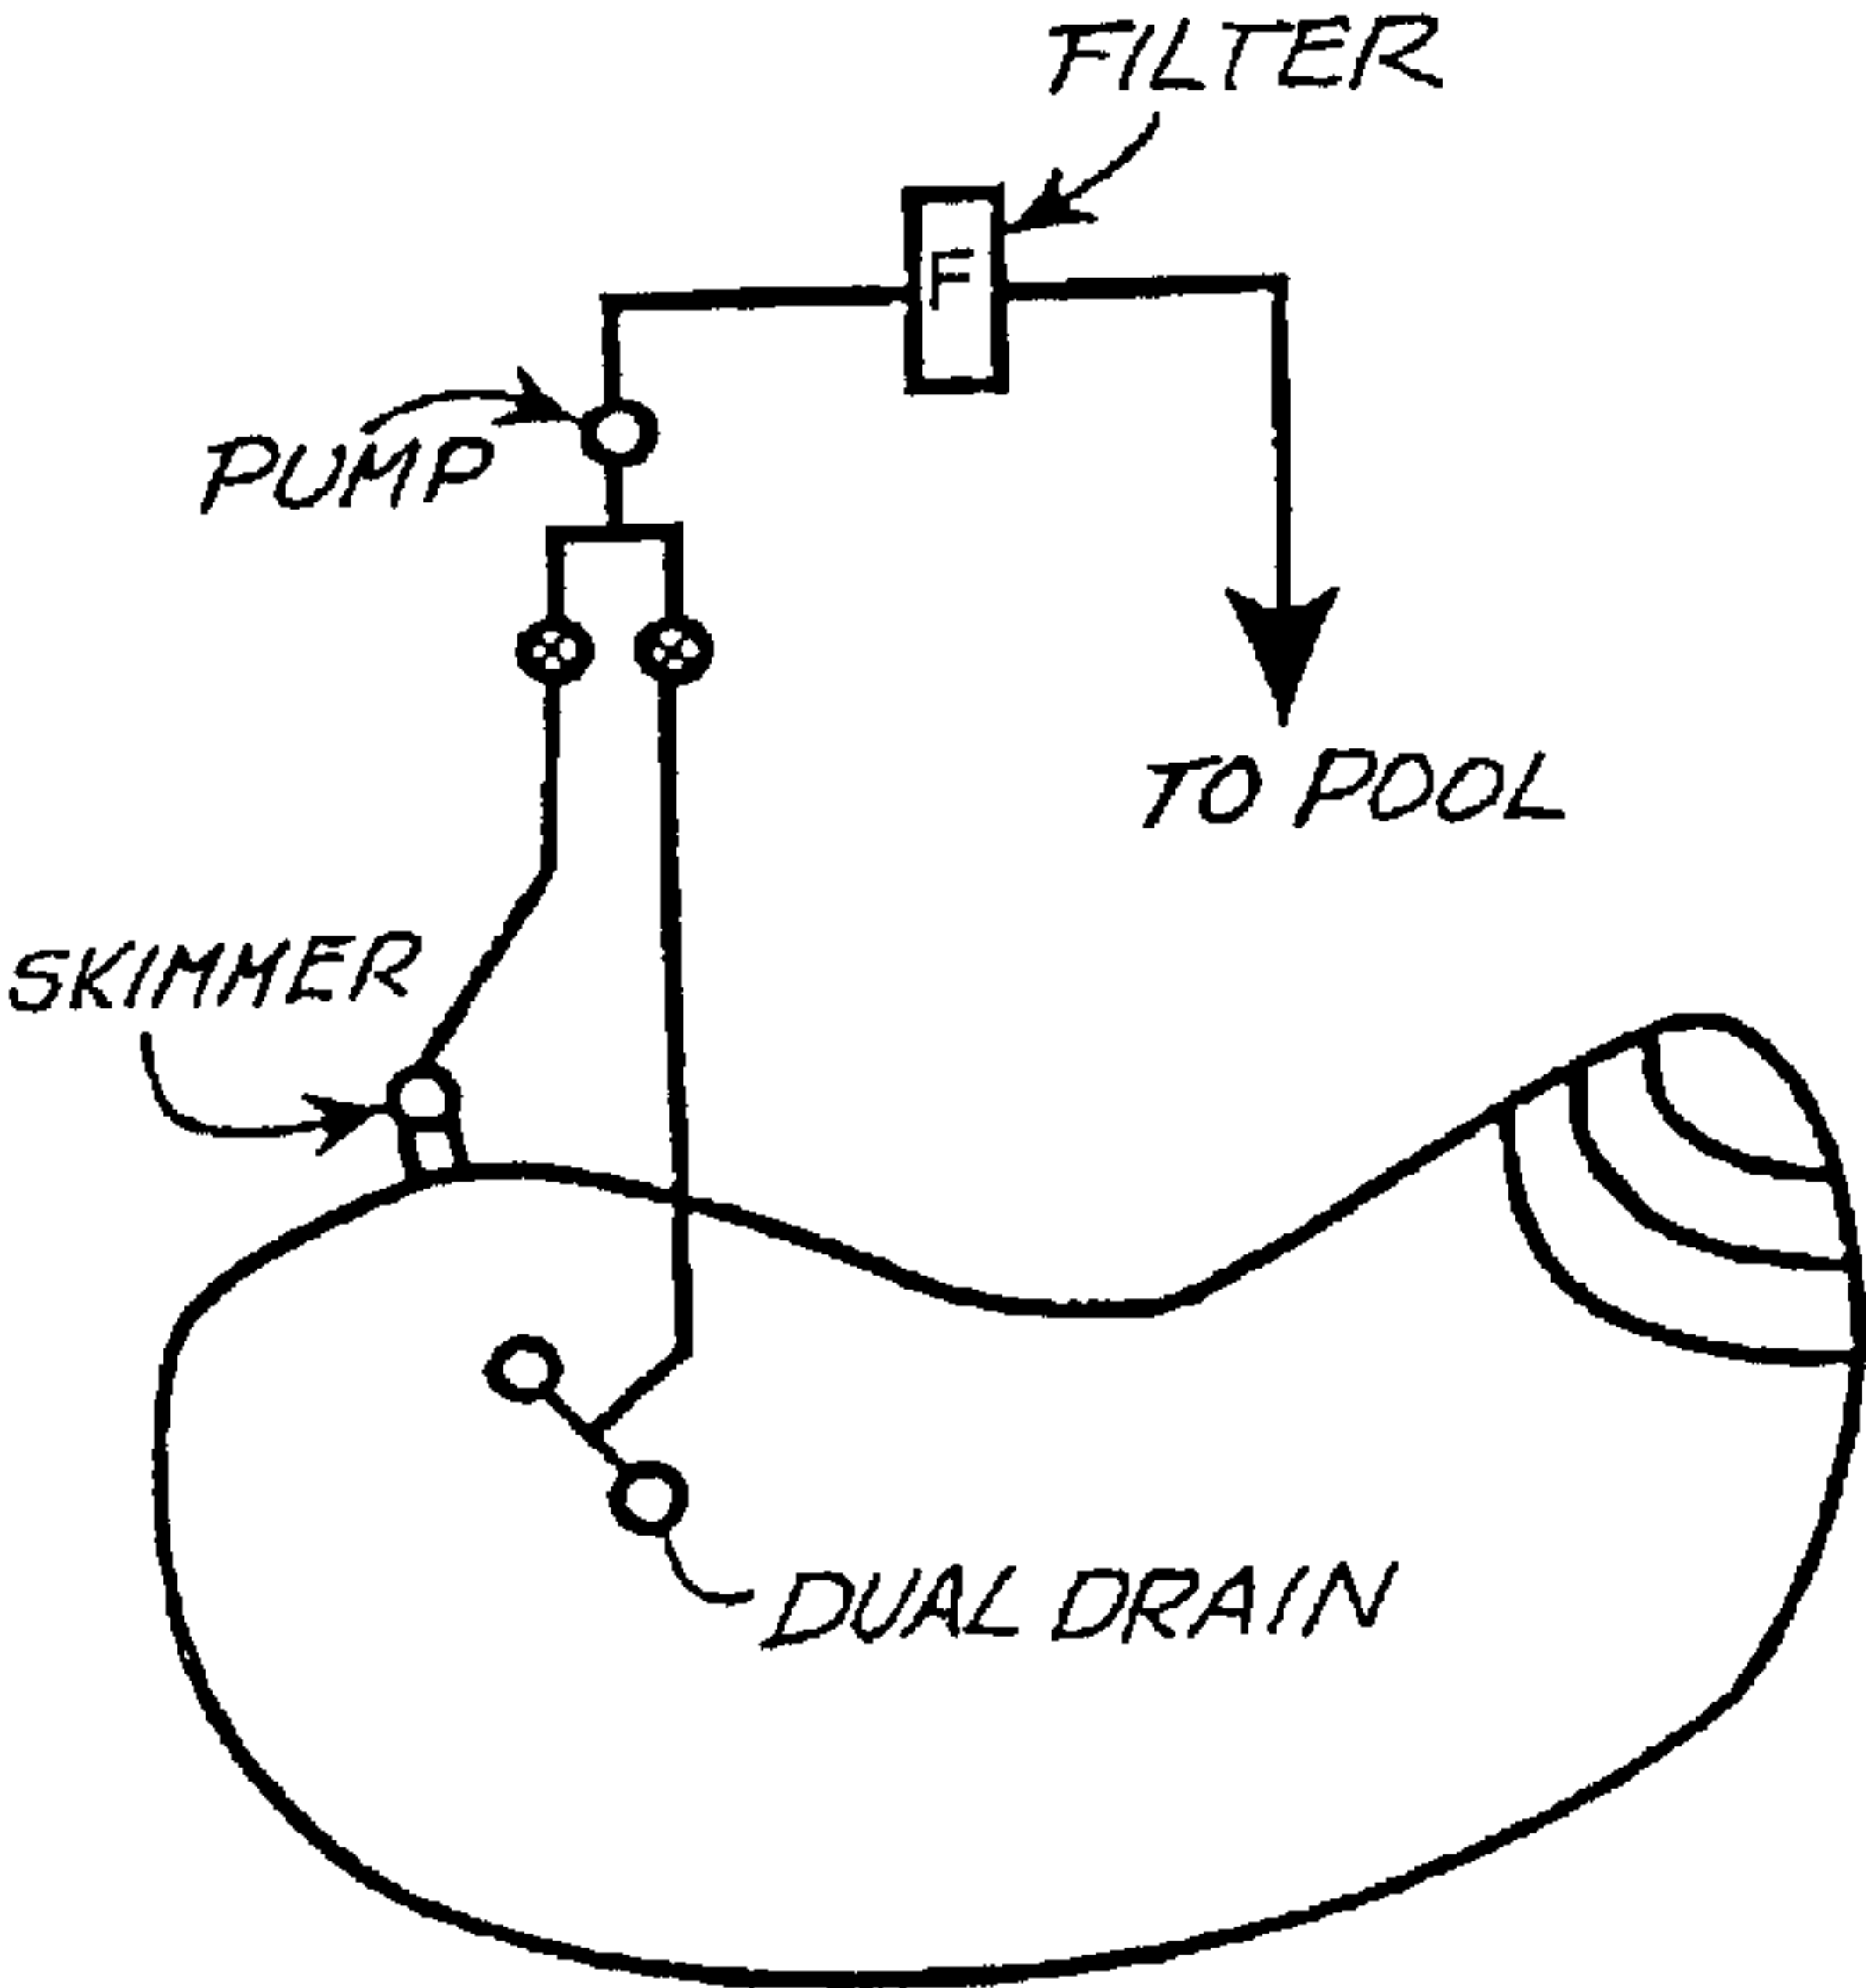 FILTER
F
PUMP
TO POOL
SKIMMER
DUAL DRAIN